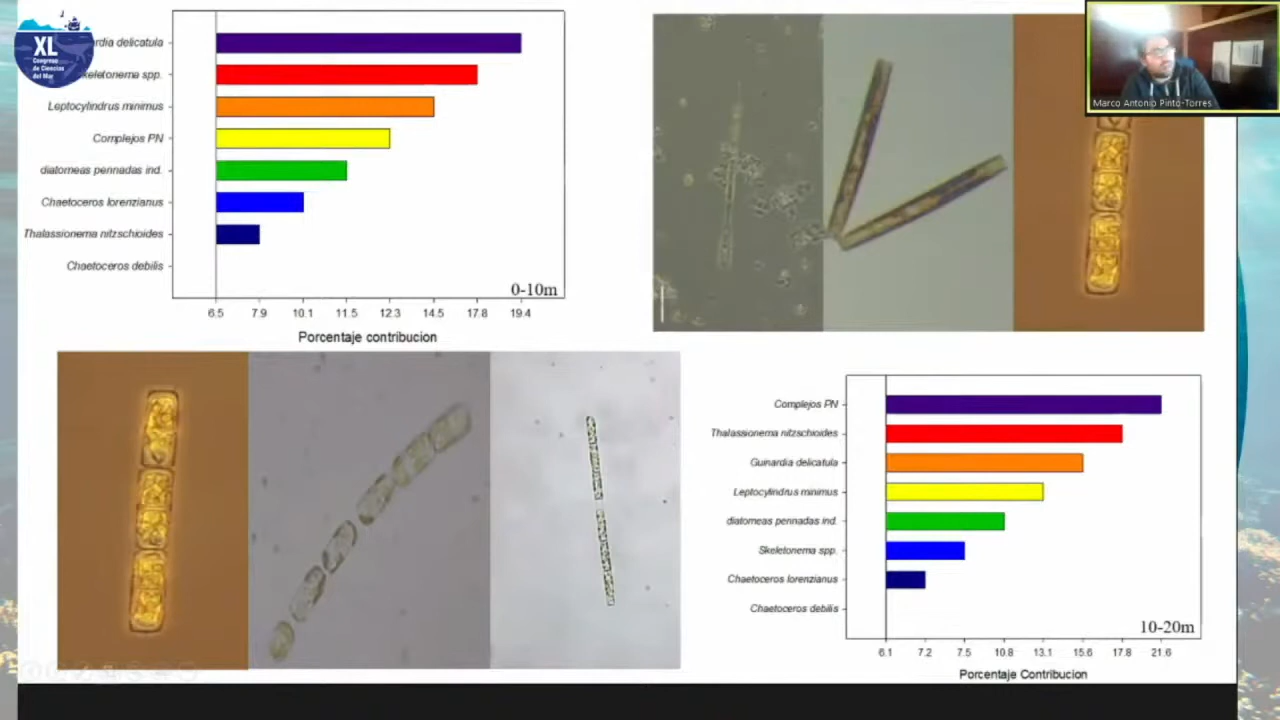 XL
Congreso
de Ciencias
del Mar
rdia delicatula
keletonema spp.
Leptocylindrus minimus
Complejos PN
diatomeas pennadas ind.
Chaetoceros lorenzianus
Thalassionema nitzschioides
Chaetoceros debilis
0-10m
6.5 7.9 10.1 11.5 12.3 14.5 17.8 19.4
Porcentaje contribucion
Marco Antonio Pinto-Torres
Complejos PN
Thalassionema nitzschioides
Guinardia delicatula
Leptocylindrus minimus
diatomeas pennadas ind.
Skeletonema spp.
Chaetoceros lorenzianus
Chaetoceros debilis
10-20m
6.1 7.2 7.5 10.8 13.1 15.6 17.8 21.6
Porcentaje Contribucion